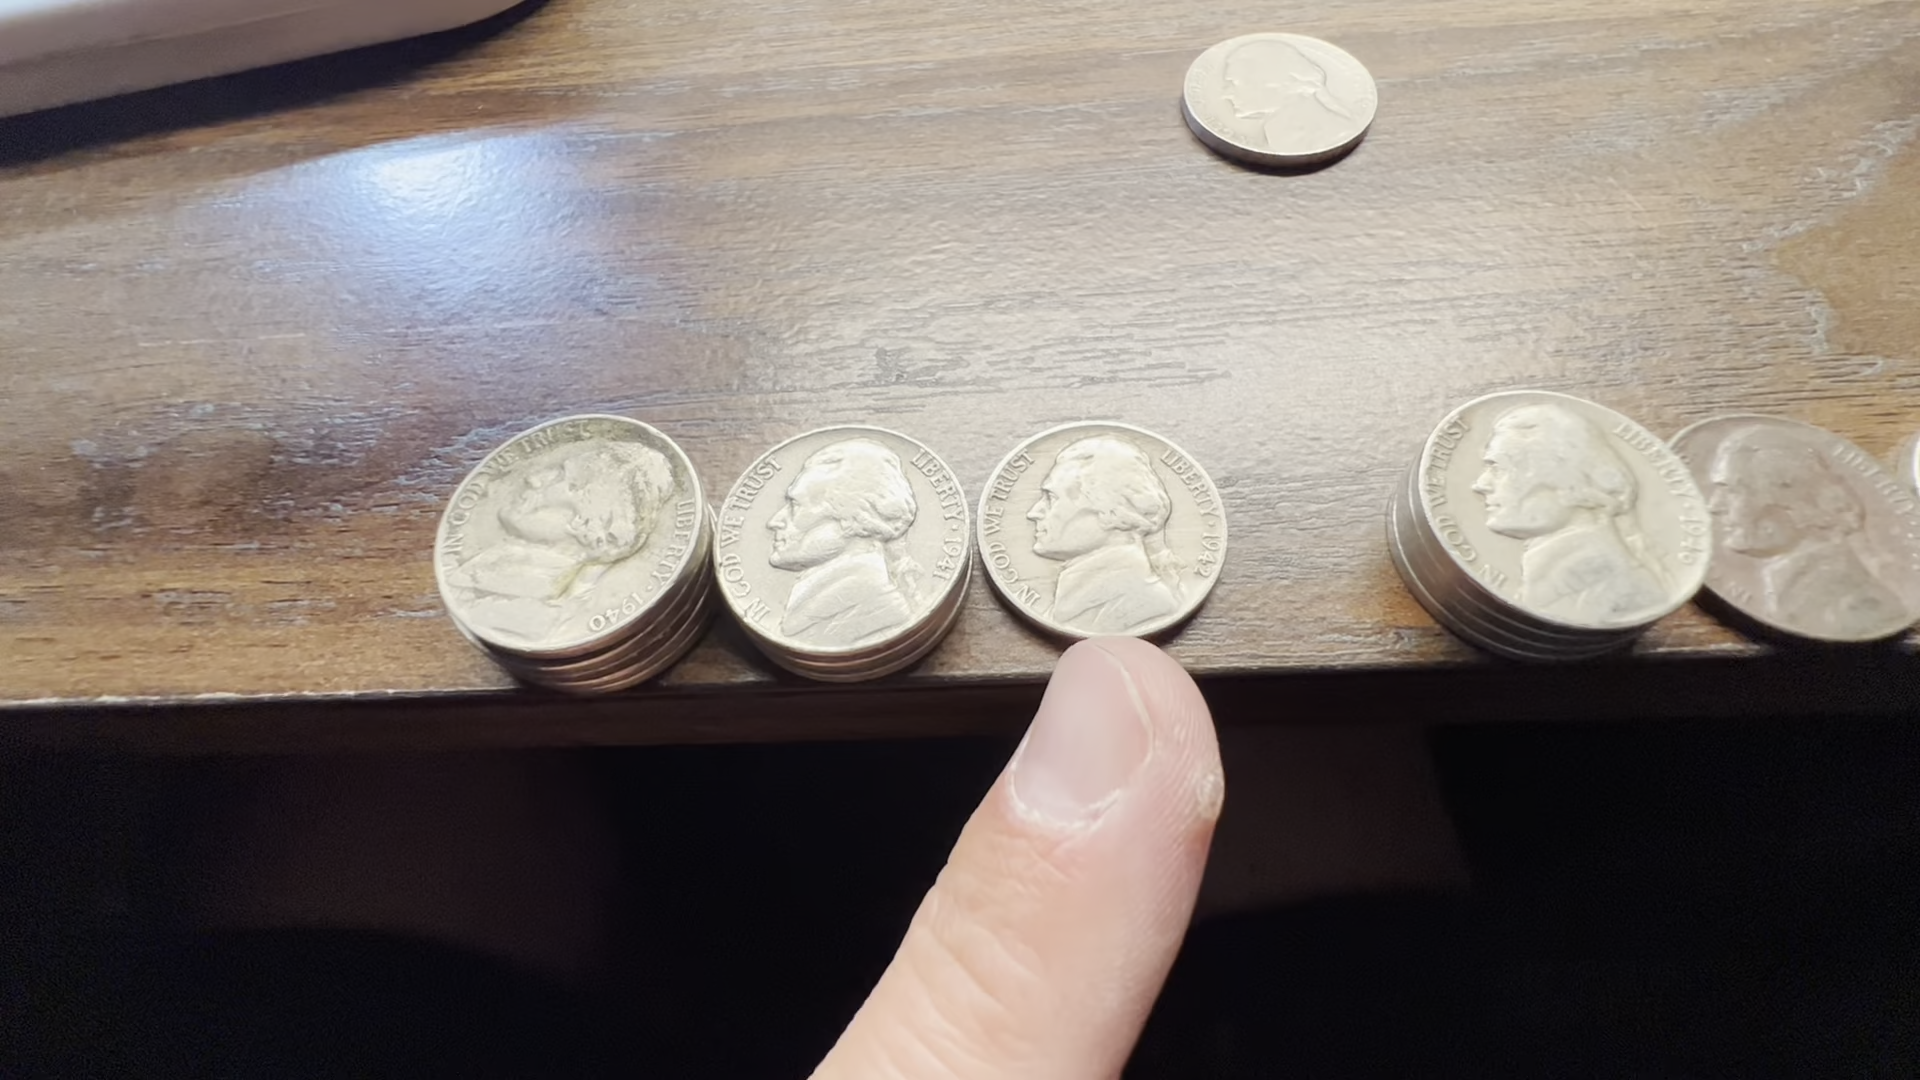 IN GOD WE TRUST LIBERTY · 1940
IN GOD WE TRUST LIBERTY · 1941
IN GOD WE TRUST LIBERTY · 1942
IN GOD WE TRUST LIBERTY
LIBERTY